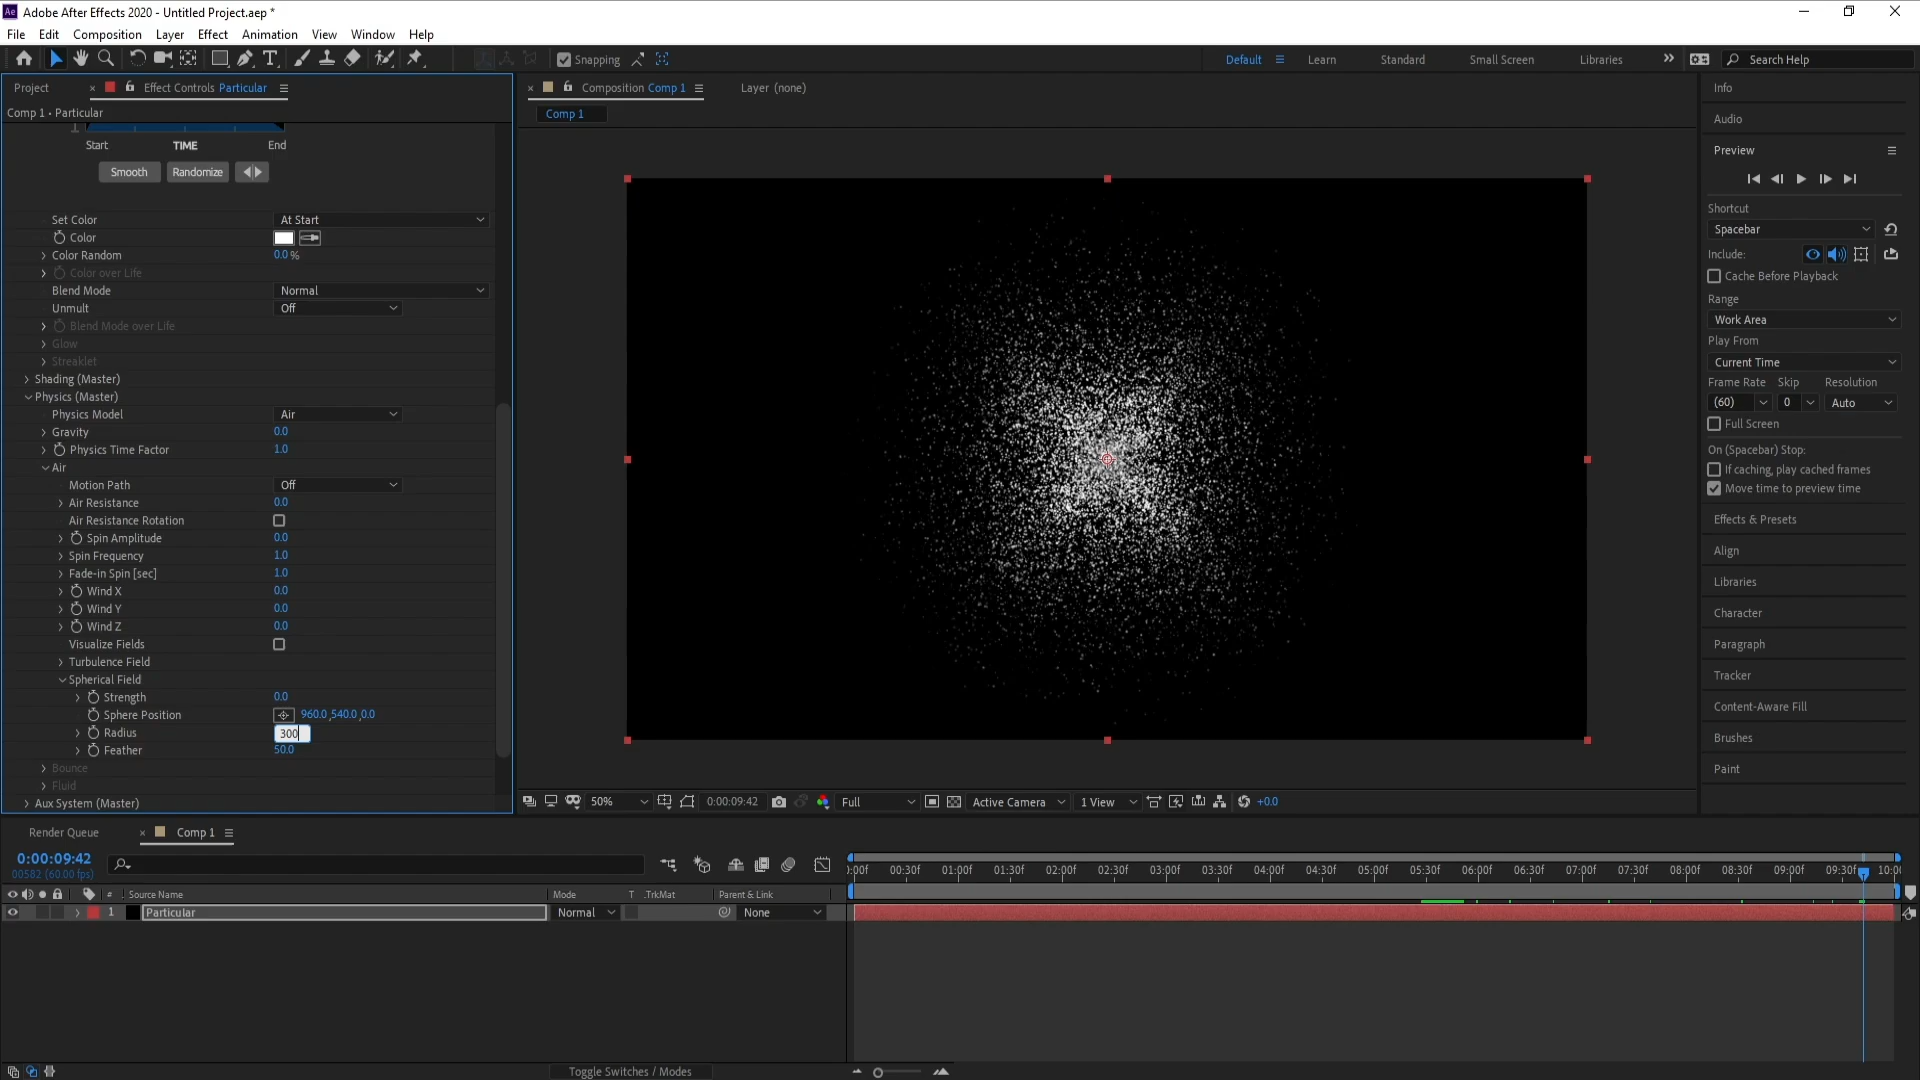 Ae Adobe After Effects 2020 - Untitled Project.aep *
File Edit Composition Layer Effect Animation View Window Help
Snapping Default Learn Standard Small Screen Libraries Search Help
Project Effect Controls Particular
Comp 1 • Particular
Start TIME End
Smooth Randomize
Set Color At Start
Color
Color Random 0.0 %
Color over Life
Blend Mode Normal
Unmult Off
Blend Mode over Life
Glow
Streaklet
Shading (Master)
Physics (Master)
Physics Model Air
Gravity 0.0
Physics Time Factor 1.0
Air
Motion Path Off
Air Resistance 0.0
Air Resistance Rotation
Spin Amplitude 0.0
Spin Frequency 1.0
Fade-in Spin [sec] 1.0
Wind X 0.0
Wind Y 0.0
Wind Z 0.0
Visualize Fields
Turbulence Field
Spherical Field
Strength 0.0
Sphere Position 960.0 ,540.0 ,0.0
Radius 300
Feather 50.0
Bounce
Fluid
Aux System (Master)
Composition Comp 1 Layer (none)
Comp 1
50% 0:00:09:42 Full Active Camera 1 View +0.0
Info
Audio
Preview
Shortcut
Spacebar
Include:
Cache Before Playback
Range
Work Area
Play From
Current Time
Frame Rate Skip Resolution
(60) 0 Auto
Full Screen
On (Spacebar) Stop:
If caching, play cached frames
Move time to preview time
Effects & Presets
Align
Libraries
Character
Paragraph
Tracker
Content-Aware Fill
Brushes
Paint
Render Queue Comp 1
0:00:09:42
00582 (60.00 fps)
00:30f 01:00f 01:30f 02:00f 02:30f 03:00f 03:30f 04:00f 04:30f 05:00f 05:30f 06:00f 06:30f 07:00f 07:30f 08:00f 08:30f 09:00f 09:30f
# Source Name Mode T .TrkMat Parent & Link
1 Particular Normal None
Toggle Switches / Modes